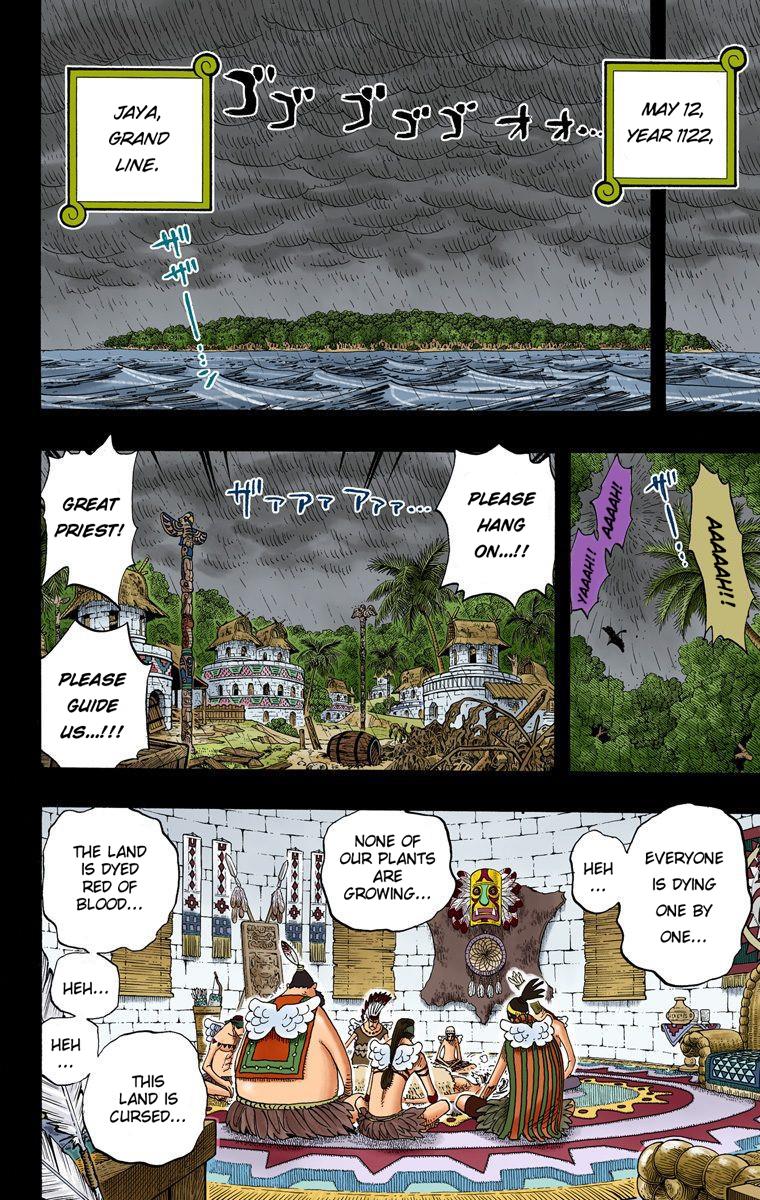 MAY 12,
YEAR 1122,
JAYA,
GRAND
LINE.
ゴゴゴゴゴオオ…
ザザー…ン
AAAAAH!!
ザー…
AAAAH!
YAAAH!!
PLEASE
HANG
ON...!!
ザァァァァァァ…
GREAT
PRIEST!
PLEASE
GUIDE
US...!!!
EVERYONE
IS DYING
ONE BY
ONE...
HEH
...
NONE OF
OUR PLANTS
ARE
GROWING...
THE LAND
IS DYED
RED OF
BLOOD...
HEH...
HEH
...
THIS
LAND IS
CURSED...